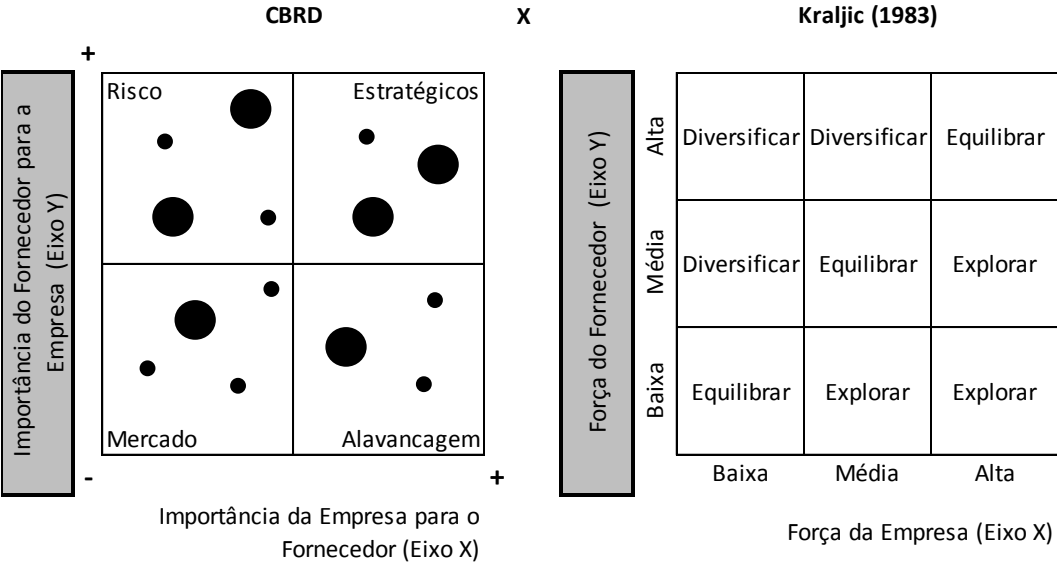 CBRD
X
Kraljic (1983)
+
Importância do Fornecedor para a
Empresa (Eixo Y)
Risco
Estratégicos
Mercado
Alavancagem
-
+
Importância da Empresa para o
Fornecedor (Eixo X)
Força do Fornecedor (Eixo Y)
Alta
Diversificar
Diversificar
Equilibrar
Média
Diversificar
Equilibrar
Explorar
Baixa
Equilibrar
Explorar
Explorar
Baixa
Média
Alta
Força da Empresa (Eixo X)